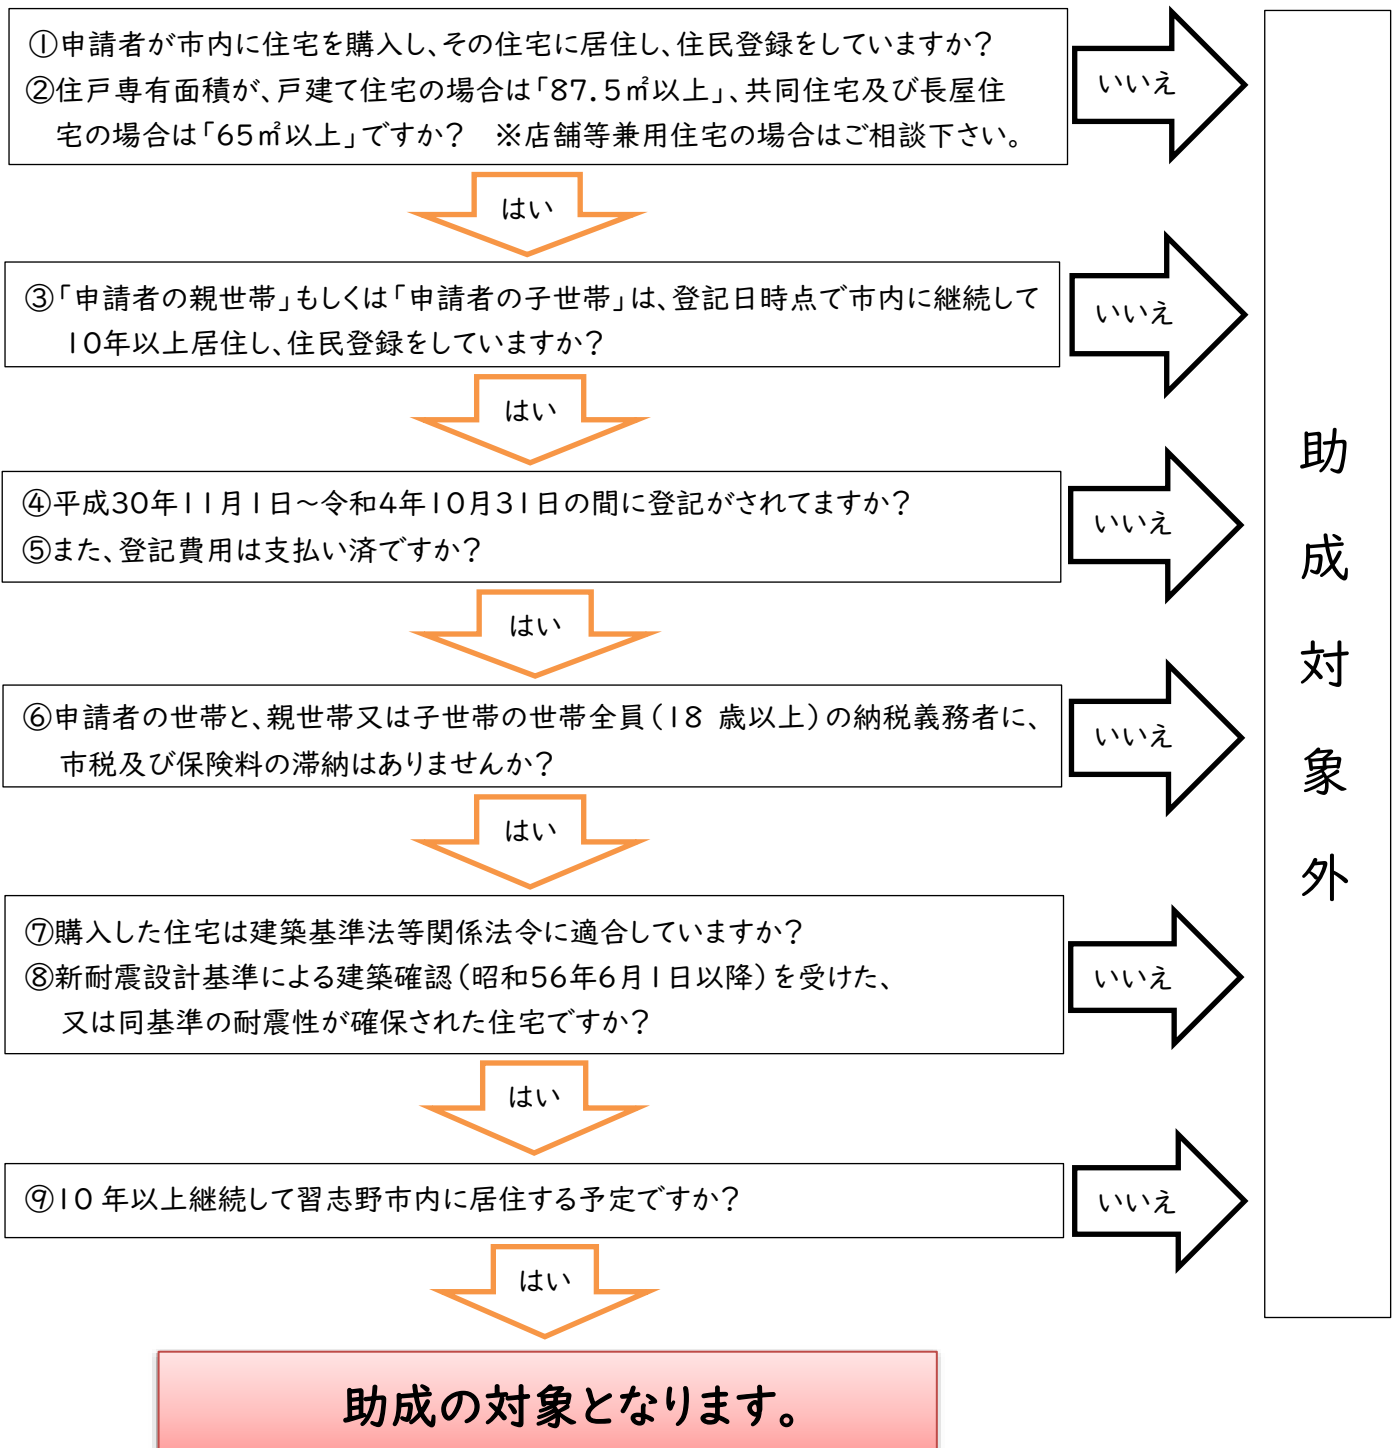 ①申請者が市内に住宅を購入し、その住宅に居住し、住民登録をしていますか?
②住戸専有面積が、戸建て住宅の場合は「87.5㎡以上」、共同住宅及び長屋住
宅の場合は「65㎡以上」ですか? ※店舗等兼用住宅の場合はご相談下さい。
いいえ
はい
③「申請者の親世帯」もしくは「申請者の子世帯」は、登記日時点で市内に継続して
10年以上居住し、住民登録をしていますか?
いいえ
はい
④平成30年11月1日~令和4年10月31日の間に登記がされてますか?
⑤また、登記費用は支払い済ですか?
いいえ
はい
⑥申請者の世帯と、親世帯又は子世帯の世帯全員(18 歳以上)の納税義務者に、
市税及び保険料の滞納はありませんか?
いいえ
はい
⑦購入した住宅は建築基準法等関係法令に適合していますか?
⑧新耐震設計基準による建築確認(昭和56年6月1日以降)を受けた、
又は同基準の耐震性が確保された住宅ですか?
いいえ
はい
⑨10 年以上継続して習志野市内に居住する予定ですか?
いいえ
はい
助成対象外
助成の対象となります。